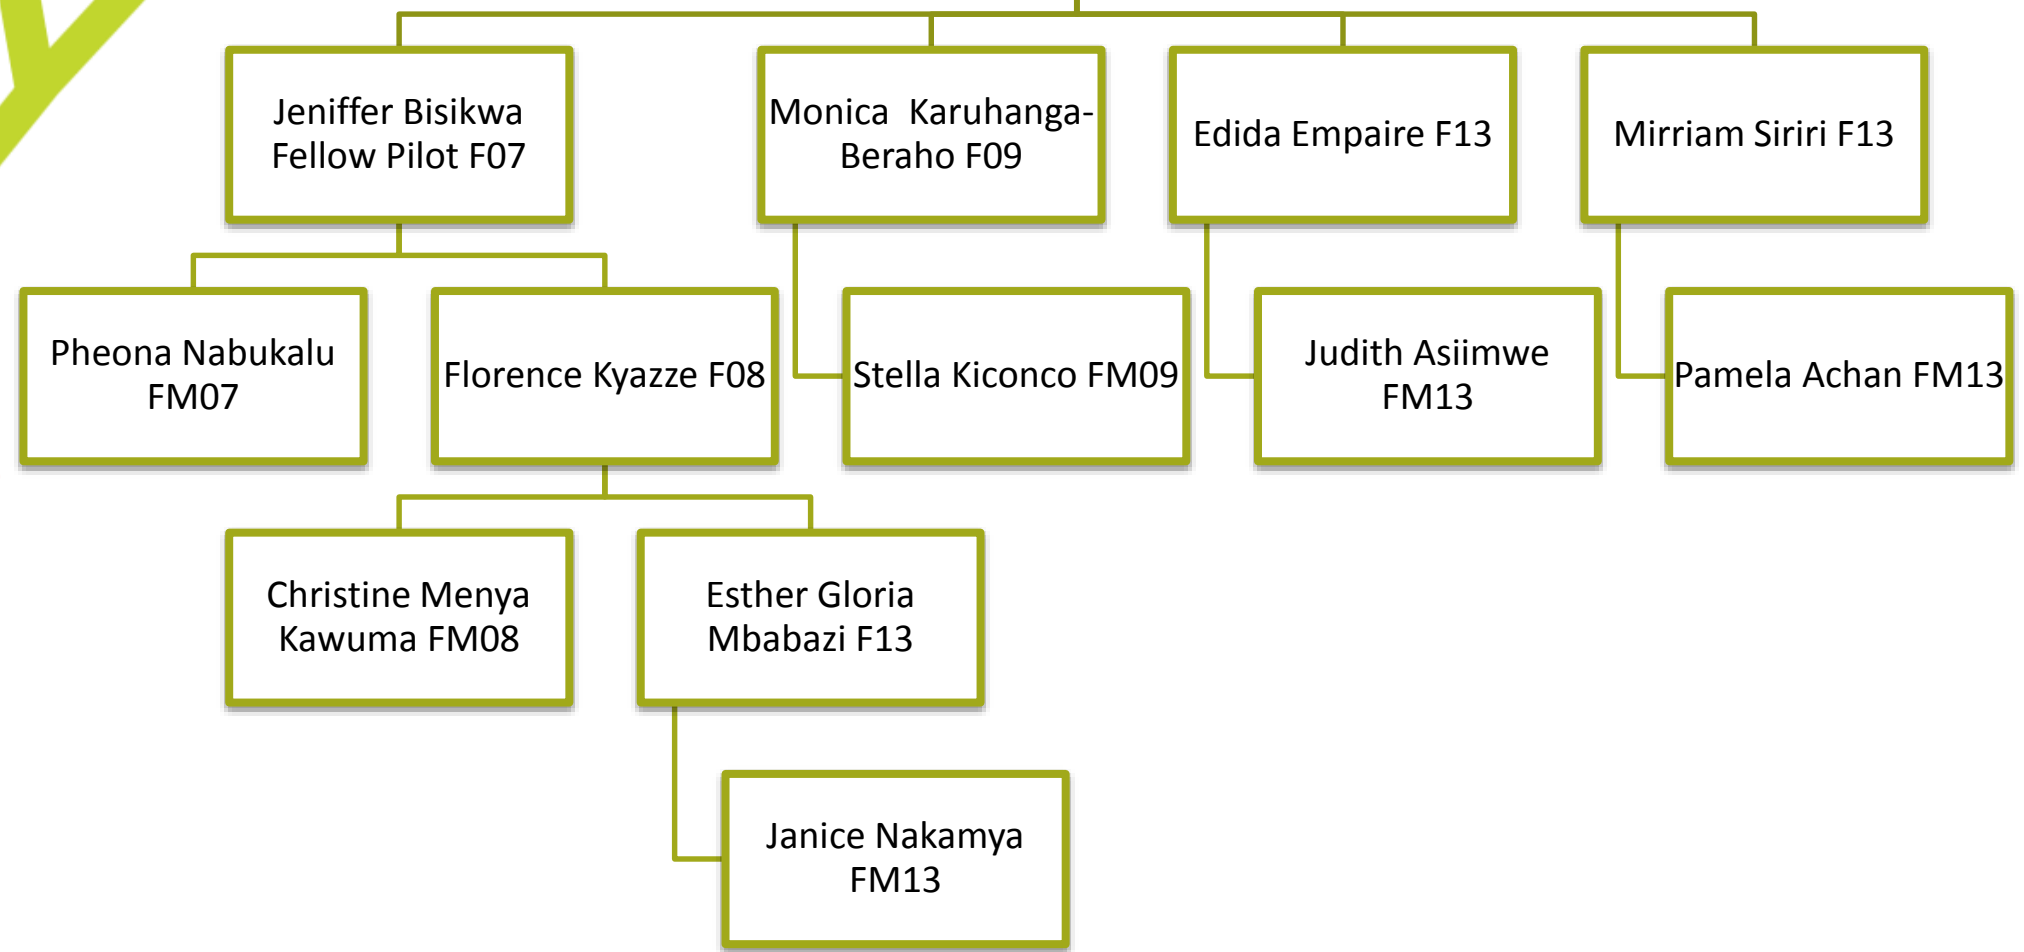 Jeniffer Bisikwa
Fellow Pilot F07
Monica  Karuhanga-
Beraho F09
Edida Empaire F13
Mirriam Siriri F13
Pheona Nabukalu
FM07
Florence Kyazze F08
Stella Kiconco FM09
Judith Asiimwe
FM13
Pamela Achan FM13
Christine Menya
Kawuma FM08
Esther Gloria
Mbabazi F13
Janice Nakamya
FM13